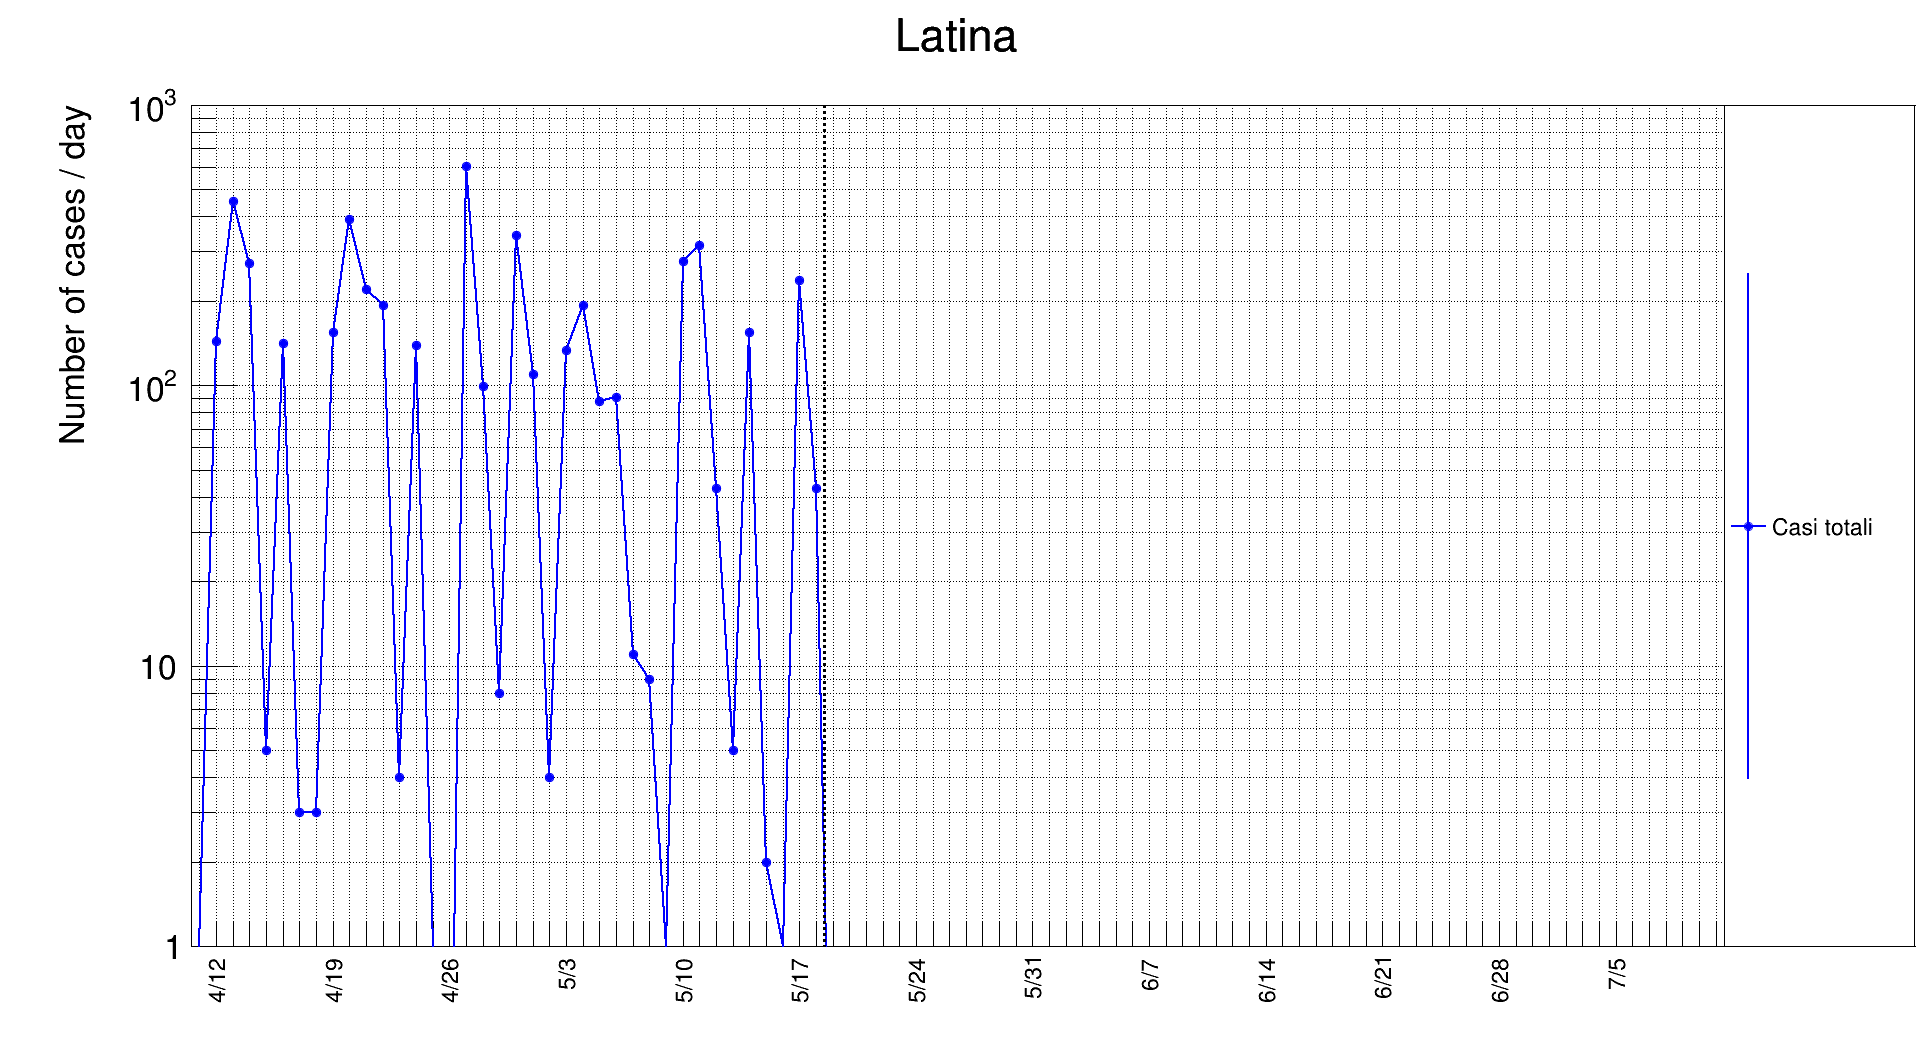 Latina
Number of cases / day
10³
10²
10
1
4/12 4/19 4/26 5/3 5/10 5/17 5/24 5/31 6/7 6/14 6/21 6/28 7/5
Casi totali